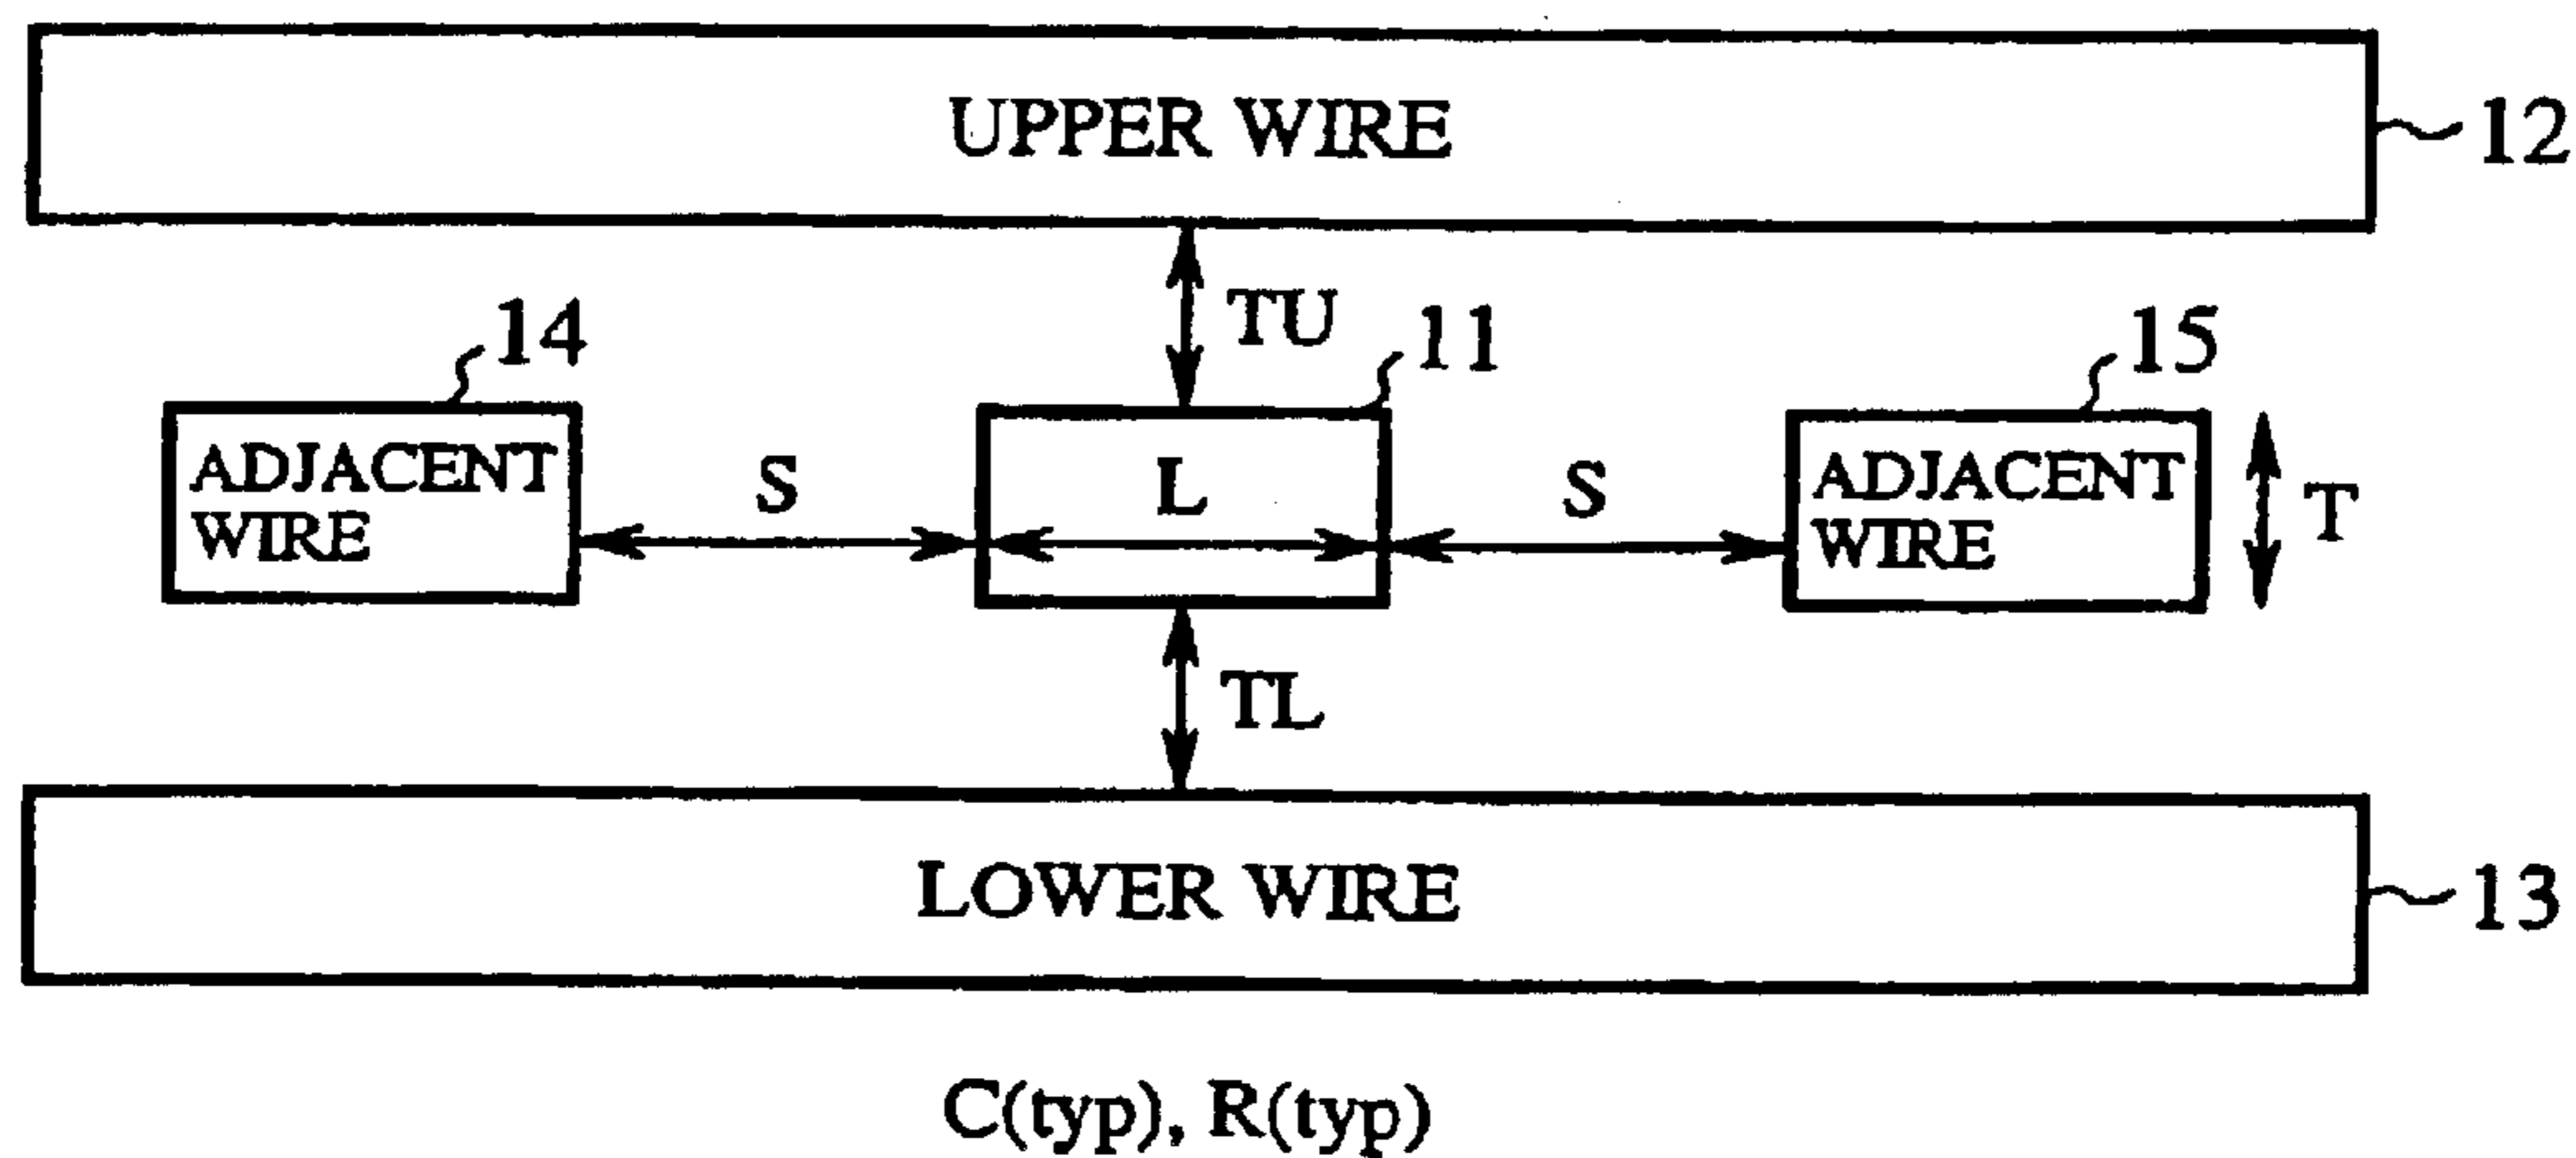 UPPER WIRE
12
TU
14
11
15
ADJACENT
WIRE
S
L
S
ADJACENT
WIRE
T
TL
LOWER WIRE
13
C(typ), R(typ)